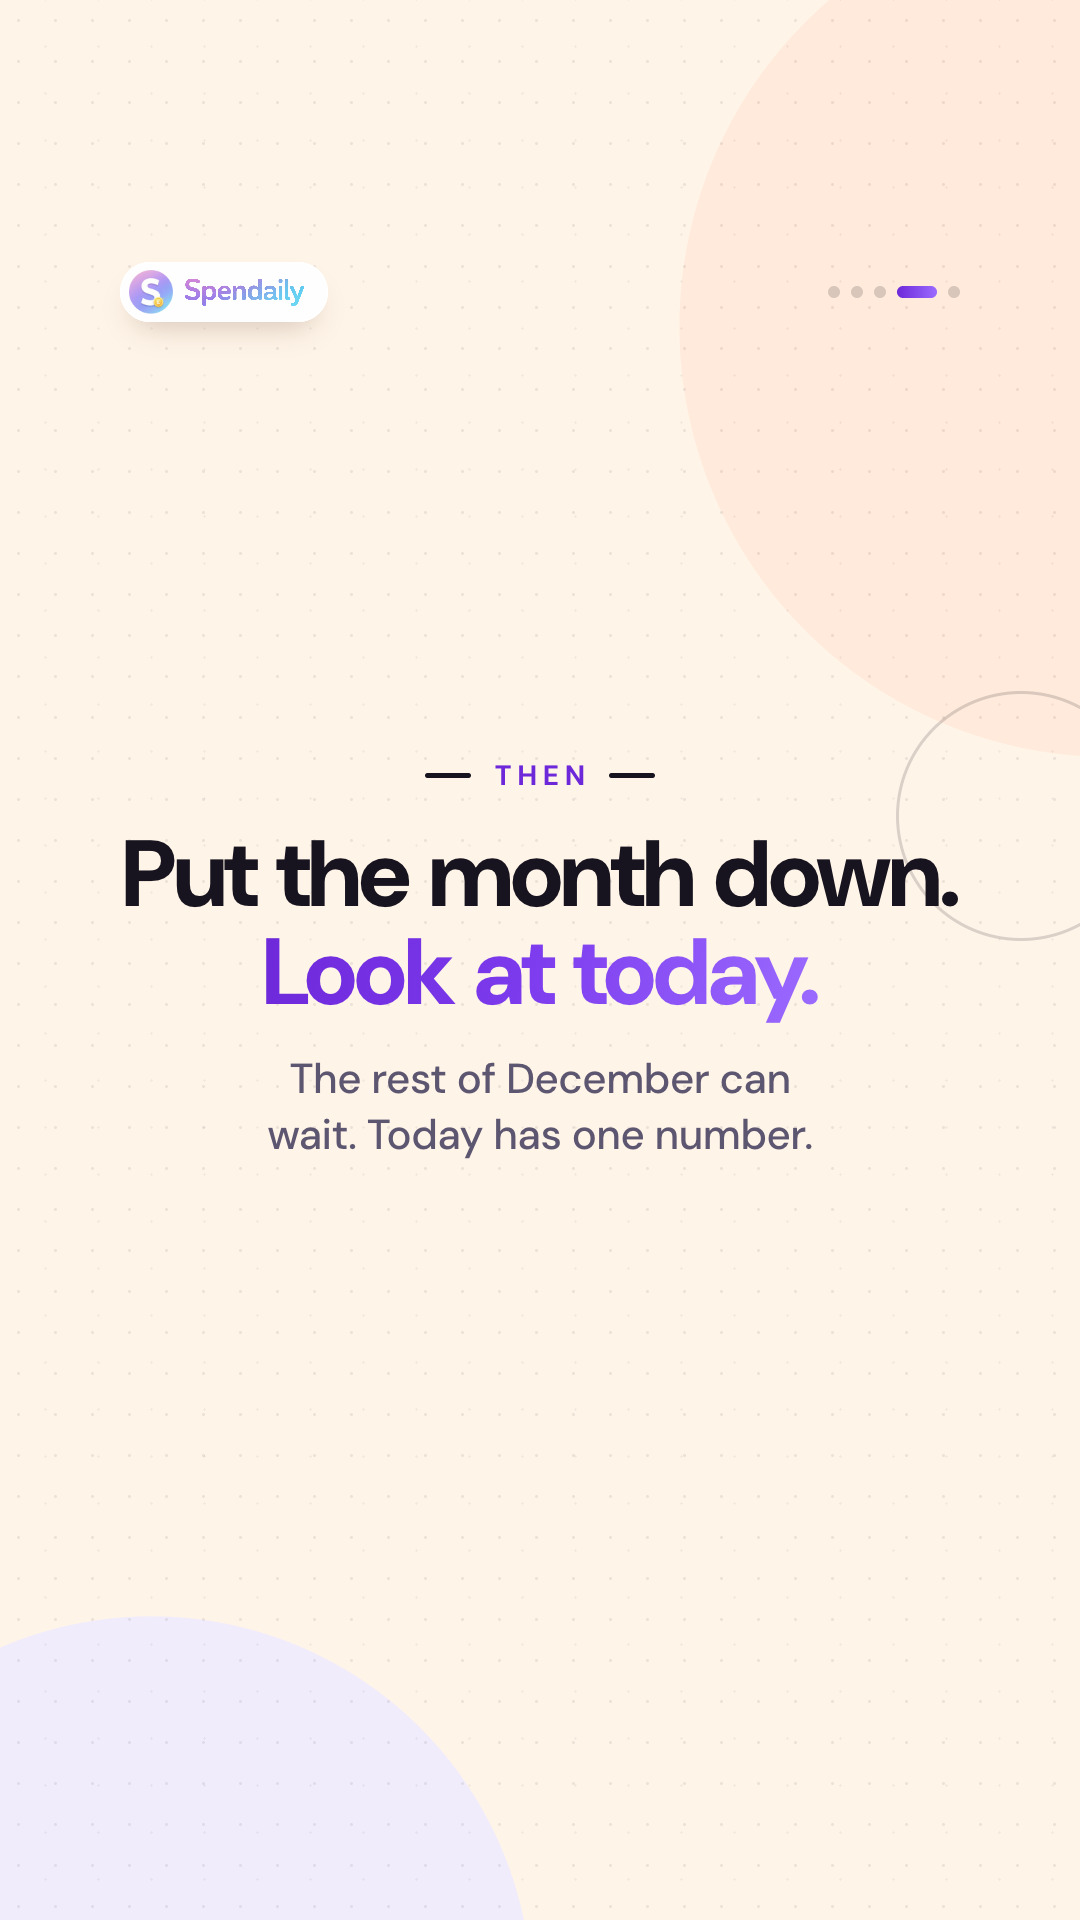 Spendaily
THEN
Put the month down.
Look at today.
The rest of December can
wait. Today has one number.